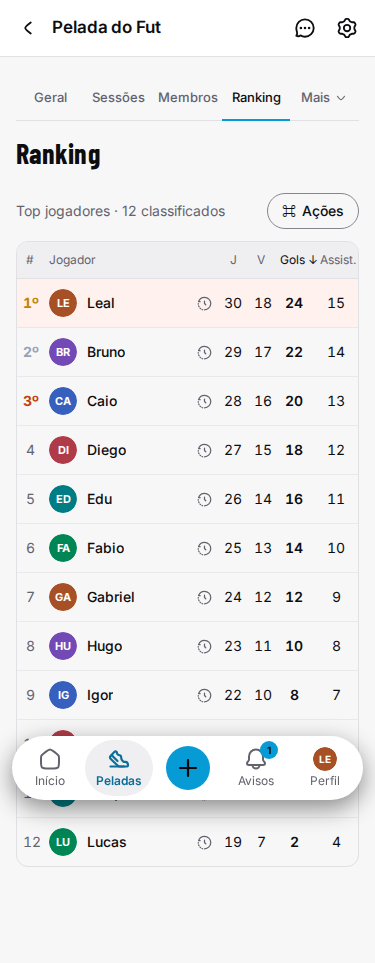 Pelada do Fut
Geral Sessões Membros Ranking Mais
Ranking
Top jogadores · 12 classificados Ações
# Jogador J V Gols ↓ Assist.
1º LE Leal 30 18 24 15
2º BR Bruno 29 17 22 14
3º CA Caio 28 16 20 13
4 DI Diego 27 15 18 12
5 ED Edu 26 14 16 11
6 FA Fabio 25 13 14 10
7 GA Gabriel 24 12 12 9
8 HU Hugo 23 11 10 8
9 IG Igor 22 10 8 7
1 LE
Início Peladas Avisos Perfil
12 LU Lucas 19 7 2 4